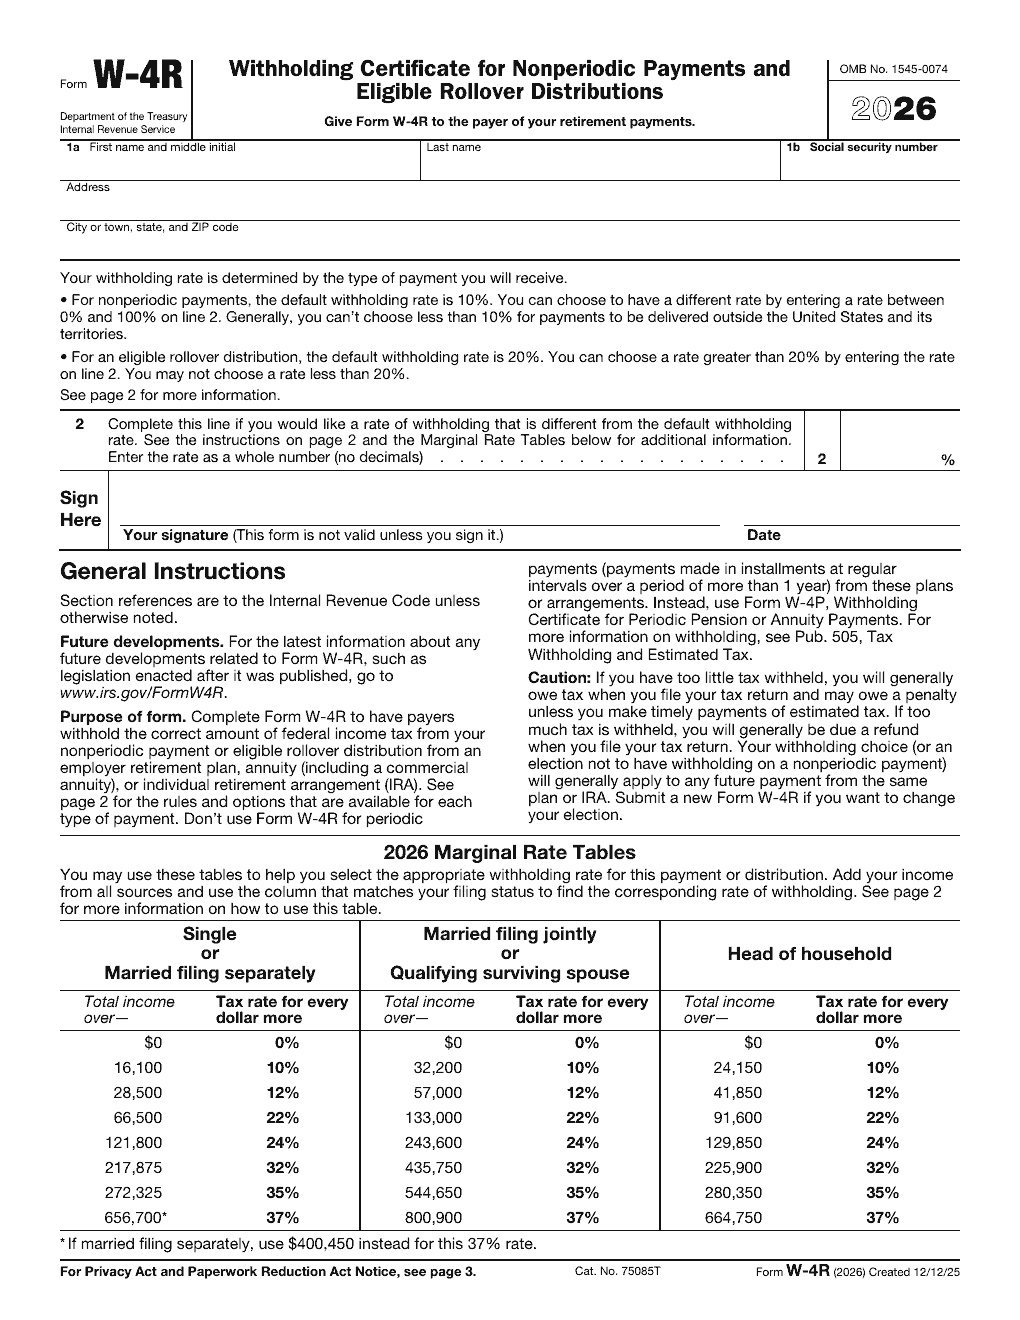 Form W-4R
Department of the Treasury
Internal Revenue Service
Withholding Certificate for Nonperiodic Payments and
Eligible Rollover Distributions
Give Form W-4R to the payer of your retirement payments.
OMB No. 1545-0074
2026
1a First name and middle initial
Last name
1b Social security number
Address
City or town, state, and ZIP code
Your withholding rate is determined by the type of payment you will receive.
• For nonperiodic payments, the default withholding rate is 10%. You can choose to have a different rate by entering a rate between
0% and 100% on line 2. Generally, you can’t choose less than 10% for payments to be delivered outside the United States and its
territories.
• For an eligible rollover distribution, the default withholding rate is 20%. You can choose a rate greater than 20% by entering the rate
on line 2. You may not choose a rate less than 20%.
See page 2 for more information.
2 Complete this line if you would like a rate of withholding that is different from the default withholding
rate. See the instructions on page 2 and the Marginal Rate Tables below for additional information.
Enter the rate as a whole number (no decimals) . . . . . . . . . . . . . . . . . . 2 %
Sign
Here
Your signature (This form is not valid unless you sign it.)
Date
General Instructions
Section references are to the Internal Revenue Code unless
otherwise noted.
Future developments. For the latest information about any
future developments related to Form W-4R, such as
legislation enacted after it was published, go to
www.irs.gov/FormW4R.
Purpose of form. Complete Form W-4R to have payers
withhold the correct amount of federal income tax from your
nonperiodic payment or eligible rollover distribution from an
employer retirement plan, annuity (including a commercial
annuity), or individual retirement arrangement (IRA). See
page 2 for the rules and options that are available for each
type of payment. Don’t use Form W-4R for periodic
payments (payments made in installments at regular
intervals over a period of more than 1 year) from these plans
or arrangements. Instead, use Form W-4P, Withholding
Certificate for Periodic Pension or Annuity Payments. For
more information on withholding, see Pub. 505, Tax
Withholding and Estimated Tax.
Caution: If you have too little tax withheld, you will generally
owe tax when you file your tax return and may owe a penalty
unless you make timely payments of estimated tax. If too
much tax is withheld, you will generally be due a refund
when you file your tax return. Your withholding choice (or an
election not to have withholding on a nonperiodic payment)
will generally apply to any future payment from the same
plan or IRA. Submit a new Form W-4R if you want to change
your election.
2026 Marginal Rate Tables
You may use these tables to help you select the appropriate withholding rate for this payment or distribution. Add your income
from all sources and use the column that matches your filing status to find the corresponding rate of withholding. See page 2
for more information on how to use this table.
Single
or
Married filing separately
Married filing jointly
or
Qualifying surviving spouse
Head of household
Total income Tax rate for every Total income Tax rate for every Total income Tax rate for every
over— dollar more over— dollar more over— dollar more
$0 0% $0 0% $0 0%
16,100 10% 32,200 10% 24,150 10%
28,500 12% 57,000 12% 41,850 12%
66,500 22% 133,000 22% 91,600 22%
121,800 24% 243,600 24% 129,850 24%
217,875 32% 435,750 32% 225,900 32%
272,325 35% 544,650 35% 280,350 35%
656,700* 37% 800,900 37% 664,750 37%
* If married filing separately, use $400,450 instead for this 37% rate.
For Privacy Act and Paperwork Reduction Act Notice, see page 3. Cat. No. 75085T Form W-4R (2026) Created 12/12/25